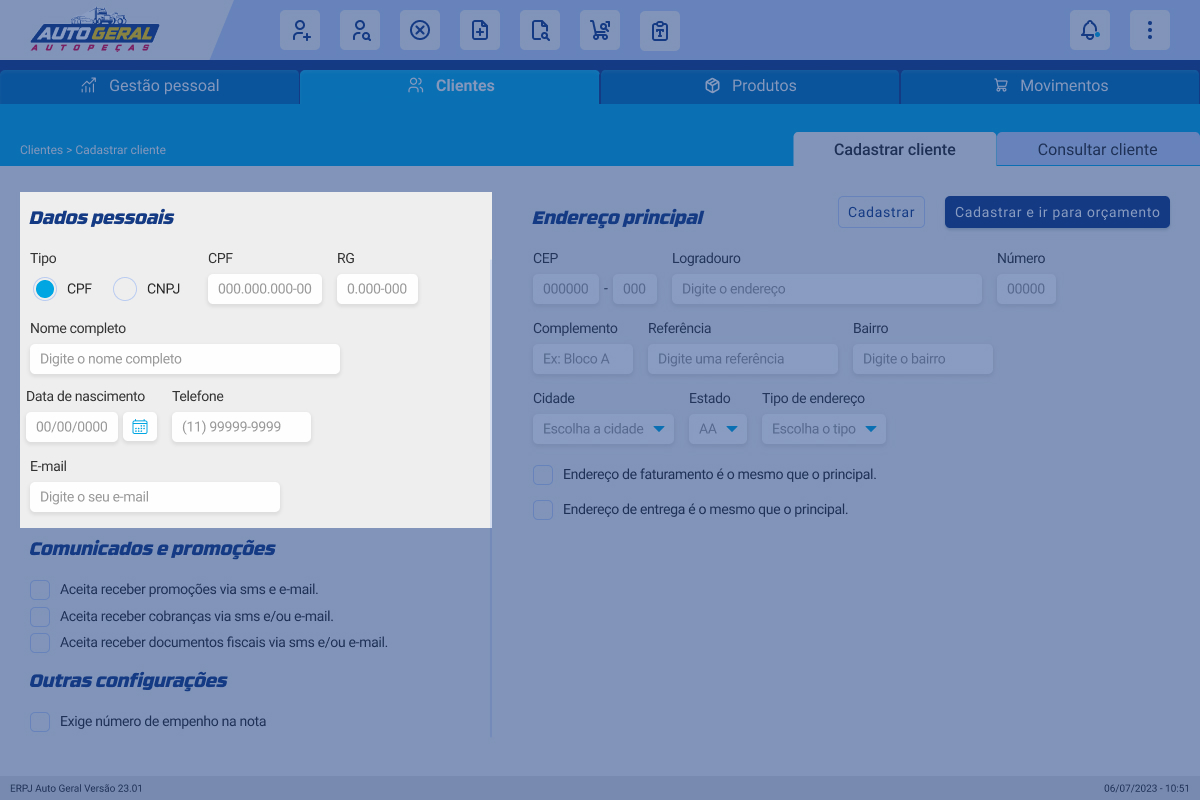 AUTO GERAL
AUTOPEÇAS
Gestão pessoal
Clientes
Produtos
Movimentos
Clientes > Cadastrar cliente
Cadastrar cliente
Consultar cliente
Dados pessoais
Tipo
CPF
RG
CPF
CNPJ
000.000.000-00
0.000-000
Nome completo
Digite o nome completo
Data de nascimento
Telefone
00/00/0000
(11) 99999-9999
E-mail
Digite o seu e-mail
Comunicados e promoções
Aceita receber promoções via sms e e-mail.
Aceita receber cobranças via sms e/ou e-mail.
Aceita receber documentos fiscais via sms e/ou e-mail.
Outras configurações
Exige número de empenho na nota
Endereço principal
Cadastrar
Cadastrar e ir para orçamento
CEP
Logradouro
Número
000000 - 000
Digite o endereço
00000
Complemento
Referência
Bairro
Ex: Bloco A
Digite uma referência
Digite o bairro
Cidade
Estado
Tipo de endereço
Escolha a cidade
AA
Escolha o tipo
Endereço de faturamento é o mesmo que o principal.
Endereço de entrega é o mesmo que o principal.
ERPJ Auto Geral Versão 23.01
06/07/2023 - 10:51